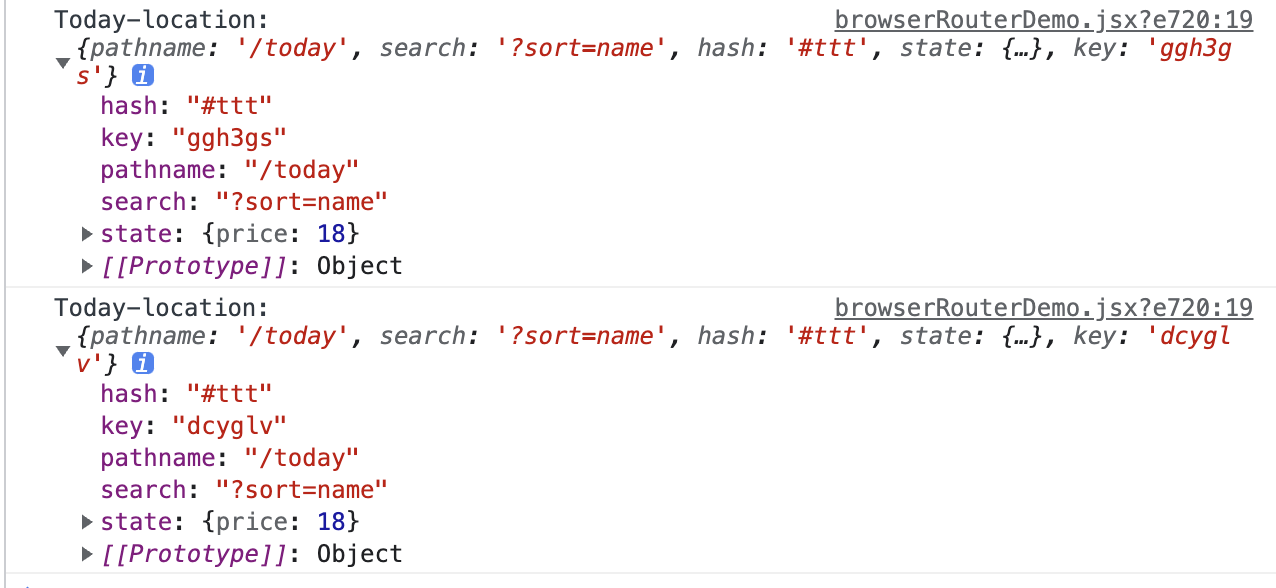 Today-location: browserRouterDemo.jsx?e720:19
▼ {pathname: '/today', search: '?sort=name', hash: '#ttt', state: {…}, key: 'ggh3g
s'} i
hash: "#ttt"
key: "ggh3gs"
pathname: "/today"
search: "?sort=name"
▶ state: {price: 18}
▶ [[Prototype]]: Object
Today-location: browserRouterDemo.jsx?e720:19
▼ {pathname: '/today', search: '?sort=name', hash: '#ttt', state: {…}, key: 'dcygl
v'} i
hash: "#ttt"
key: "dcyglv"
pathname: "/today"
search: "?sort=name"
▶ state: {price: 18}
▶ [[Prototype]]: Object